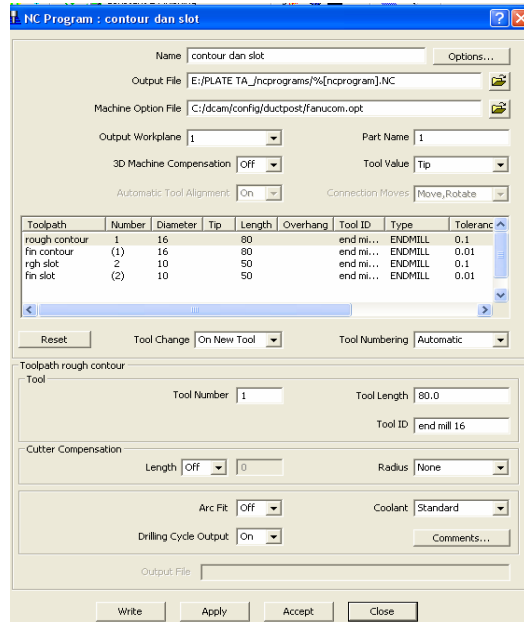 NC Program : contour dan slot
Name contour dan slot Options...
Output File E:/PLATE TA_/ncprograms/%[ncprogram].NC
Machine Option File C:/dcam/config/ductpost/fanucom.opt
Output Workplane 1 Part Name 1
3D Machine Compensation Off Tool Value Tip
Automatic Tool Alignment On Connection Moves Move,Rotate
Toolpath Number Diameter Tip Length Overhang Tool ID Type Toleranc
rough contour 1 16 80 end mi... ENDMILL 0.1
fin contour (1) 16 80 end mi... ENDMILL 0.01
rgh slot 2 10 50 end mi... ENDMILL 0.1
fin slot (2) 10 50 end mi... ENDMILL 0.01
Reset Tool Change On New Tool Tool Numbering Automatic
Toolpath rough contour
Tool
Tool Number 1 Tool Length 80.0
Tool ID end mill 16
Cutter Compensation
Length Off 0 Radius None
Arc Fit Off Coolant Standard
Drilling Cycle Output On Comments...
Output File
Write Apply Accept Close